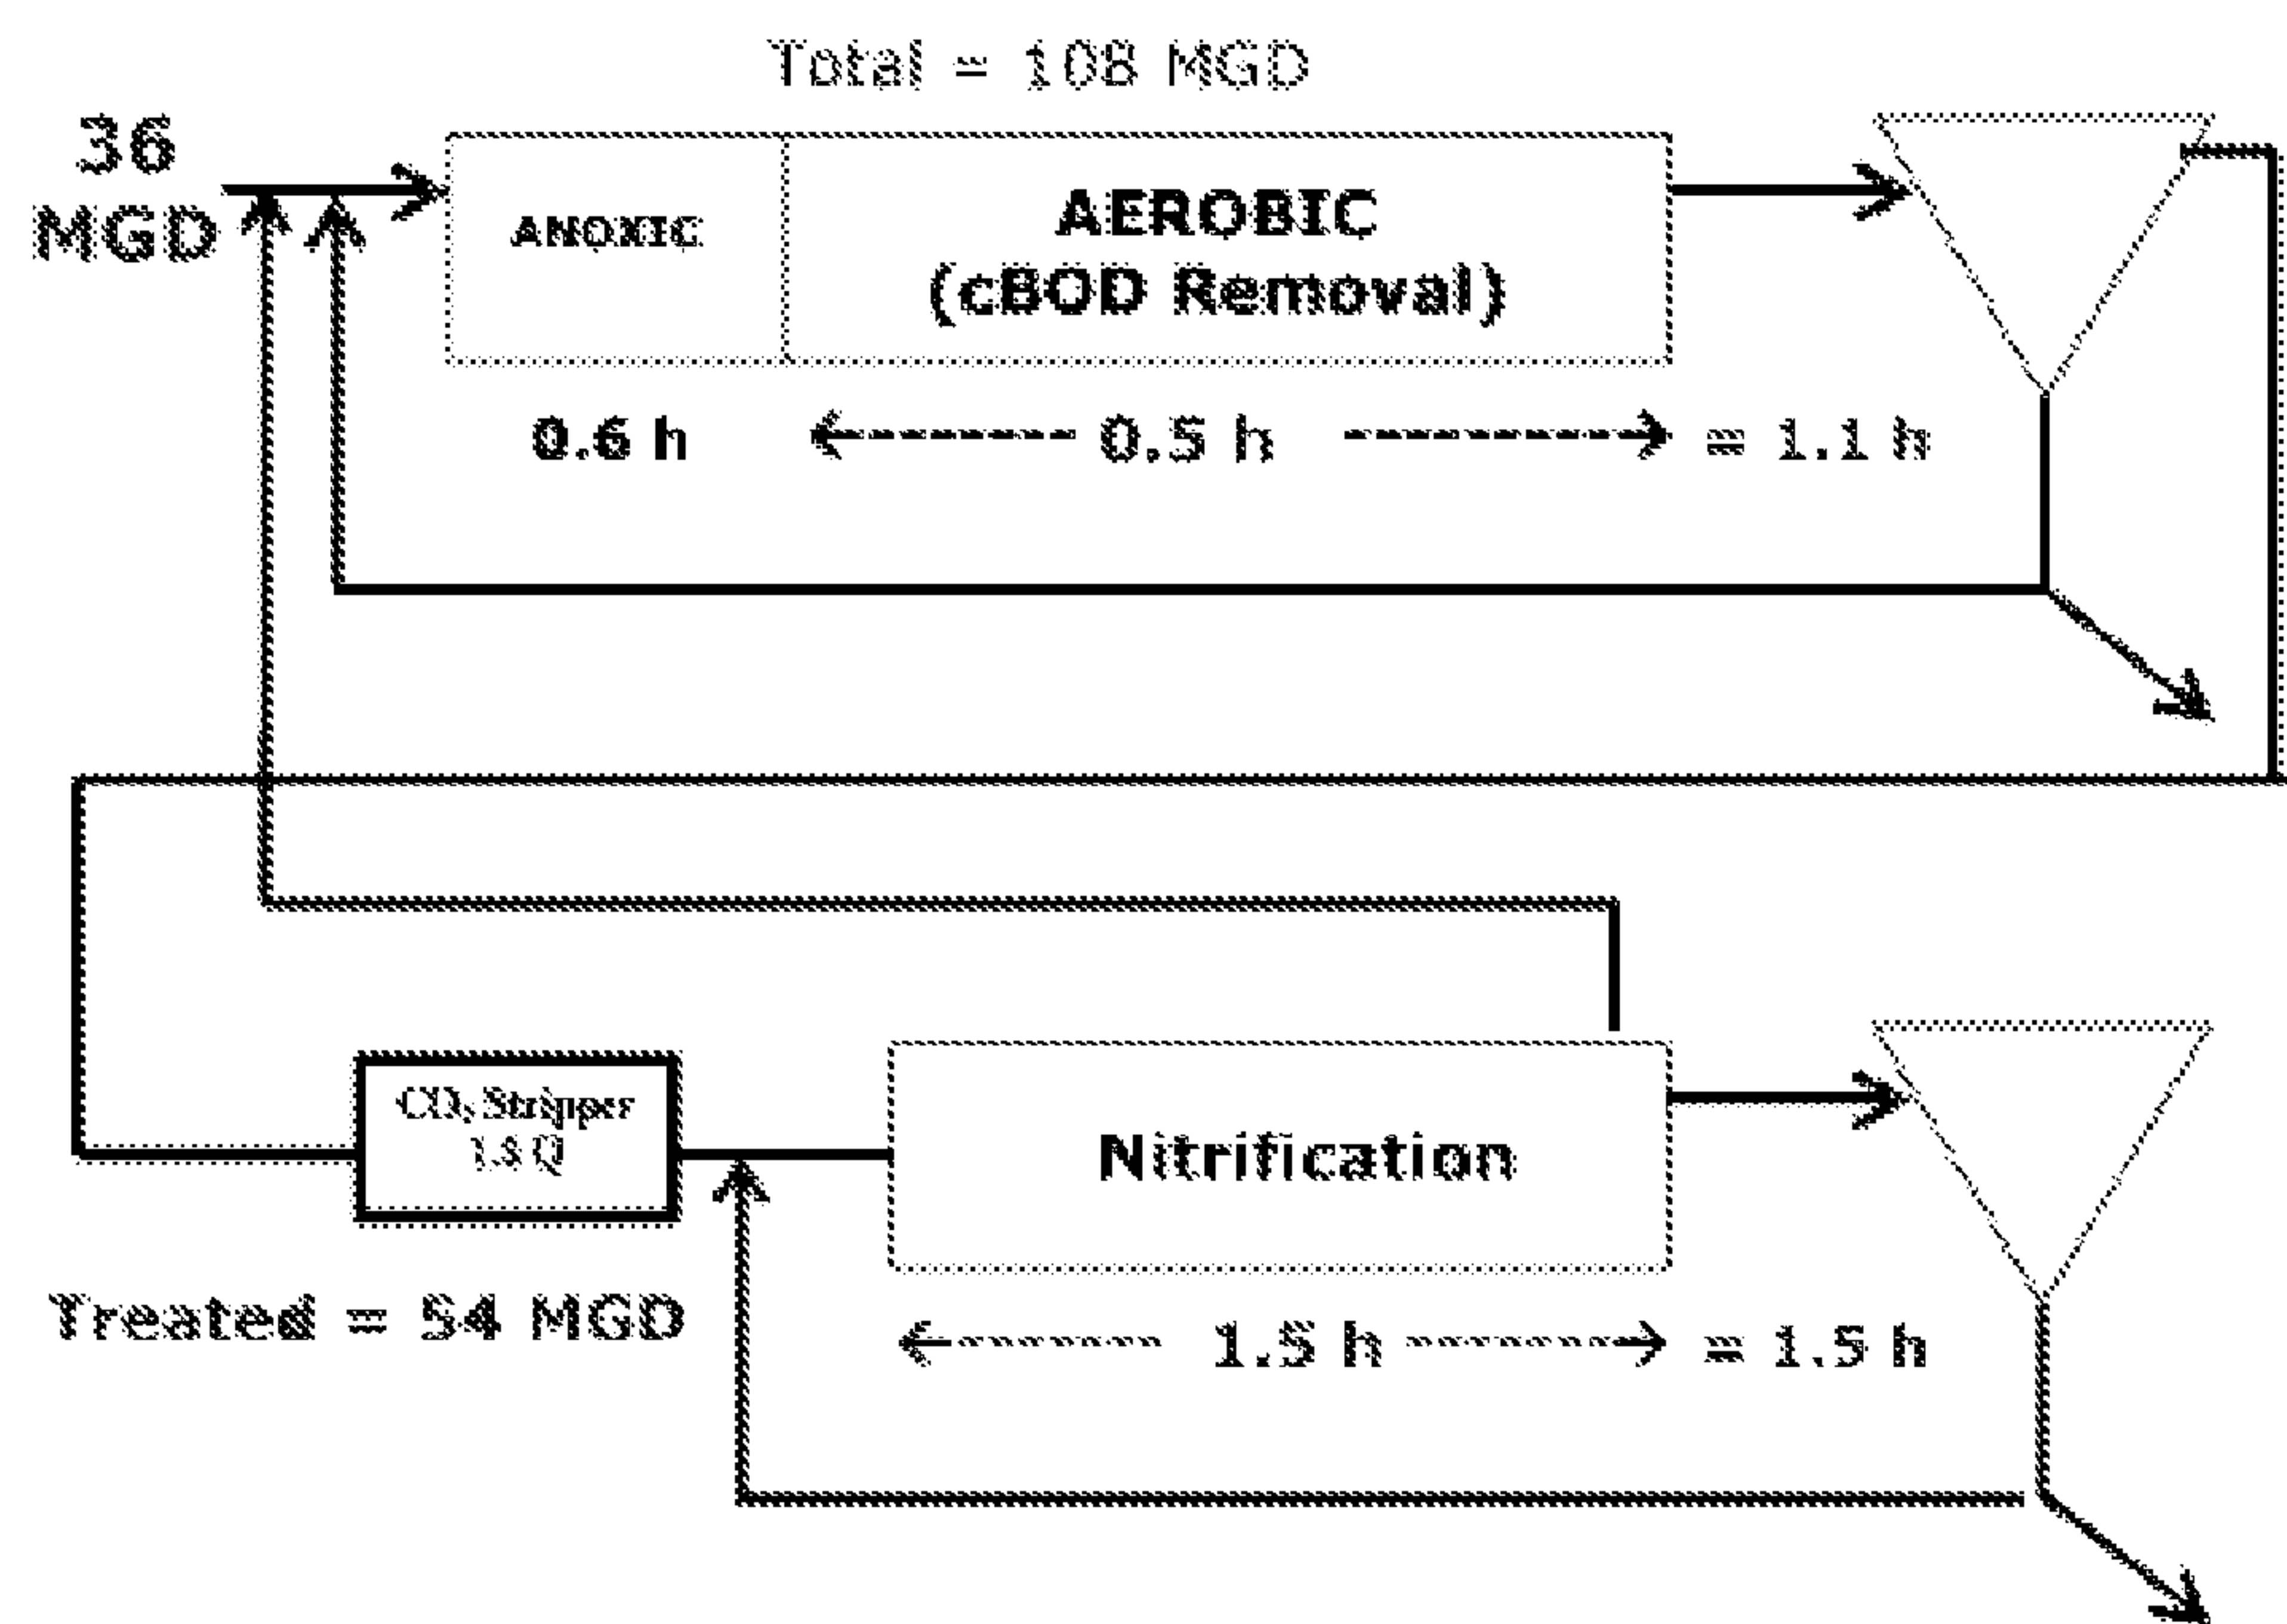 Total = 108 MGD
36
MGD
ANOXIC
AEROBIC
(cBOD Removal)
0.6 h
0.5 h
= 1.1 h
CO₂ Stripper
Q
Nitrification
Treated = 54 MGD
1.5 h
= 1.5 h